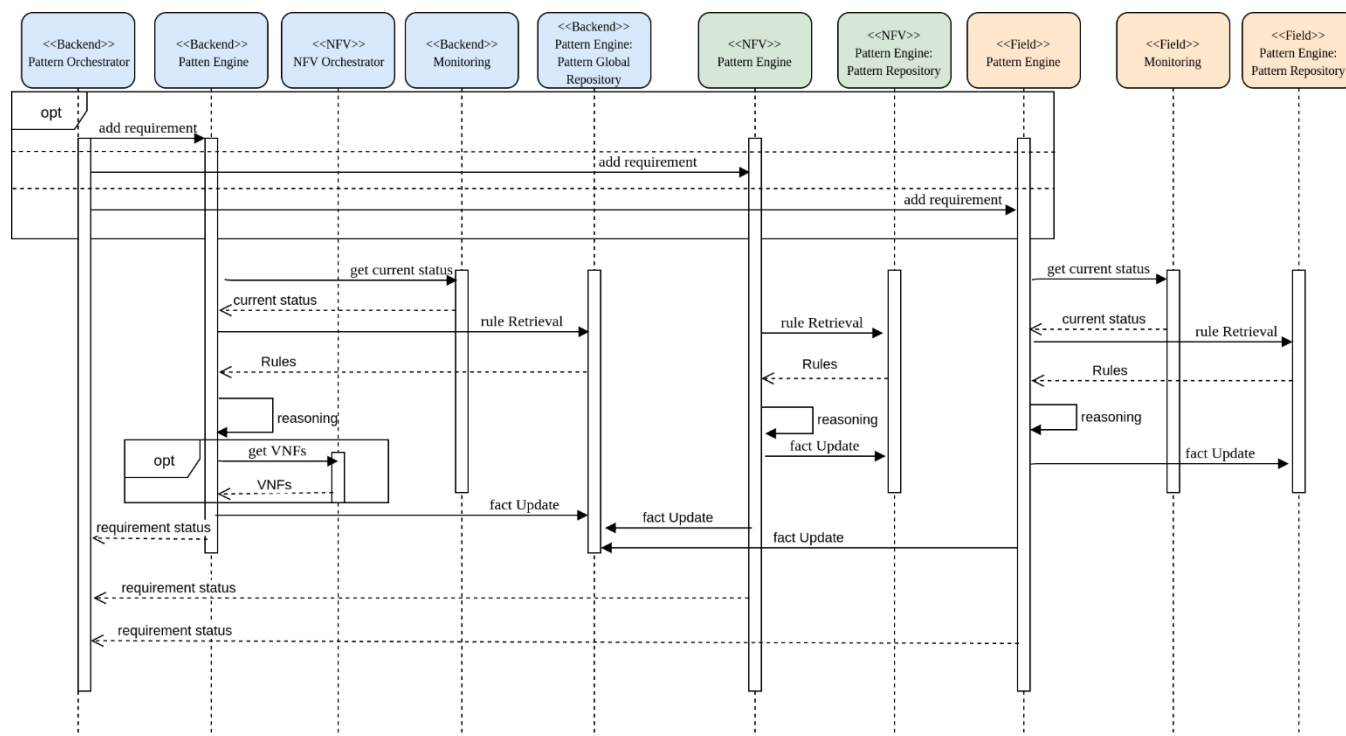 <<Backend>>
Pattern Orchestrator
<<Backend>>
Patten Engine
<<NFV>>
NFV Orchestrator
<<Backend>>
Monitoring
<<Backend>>
Pattern Engine:
Pattern Global
Repository
<<NFV>>
Pattern Engine
<<NFV>>
Pattern Engine:
Pattern Repository
<<Field>>
Pattern Engine
<<Field>>
Monitoring
<<Field>>
Pattern Engine:
Pattern Repository
opt
add requirement
add requirement
add requirement
get current status
get current status
current status
current status
rule Retrieval
rule Retrieval
rule Retrieval
Rules
Rules
Rules
reasoning
reasoning
reasoning
opt
get VNFs
fact Update
fact Update
VNFs
fact Update
fact Update
requirement status
fact Update
requirement status
requirement status